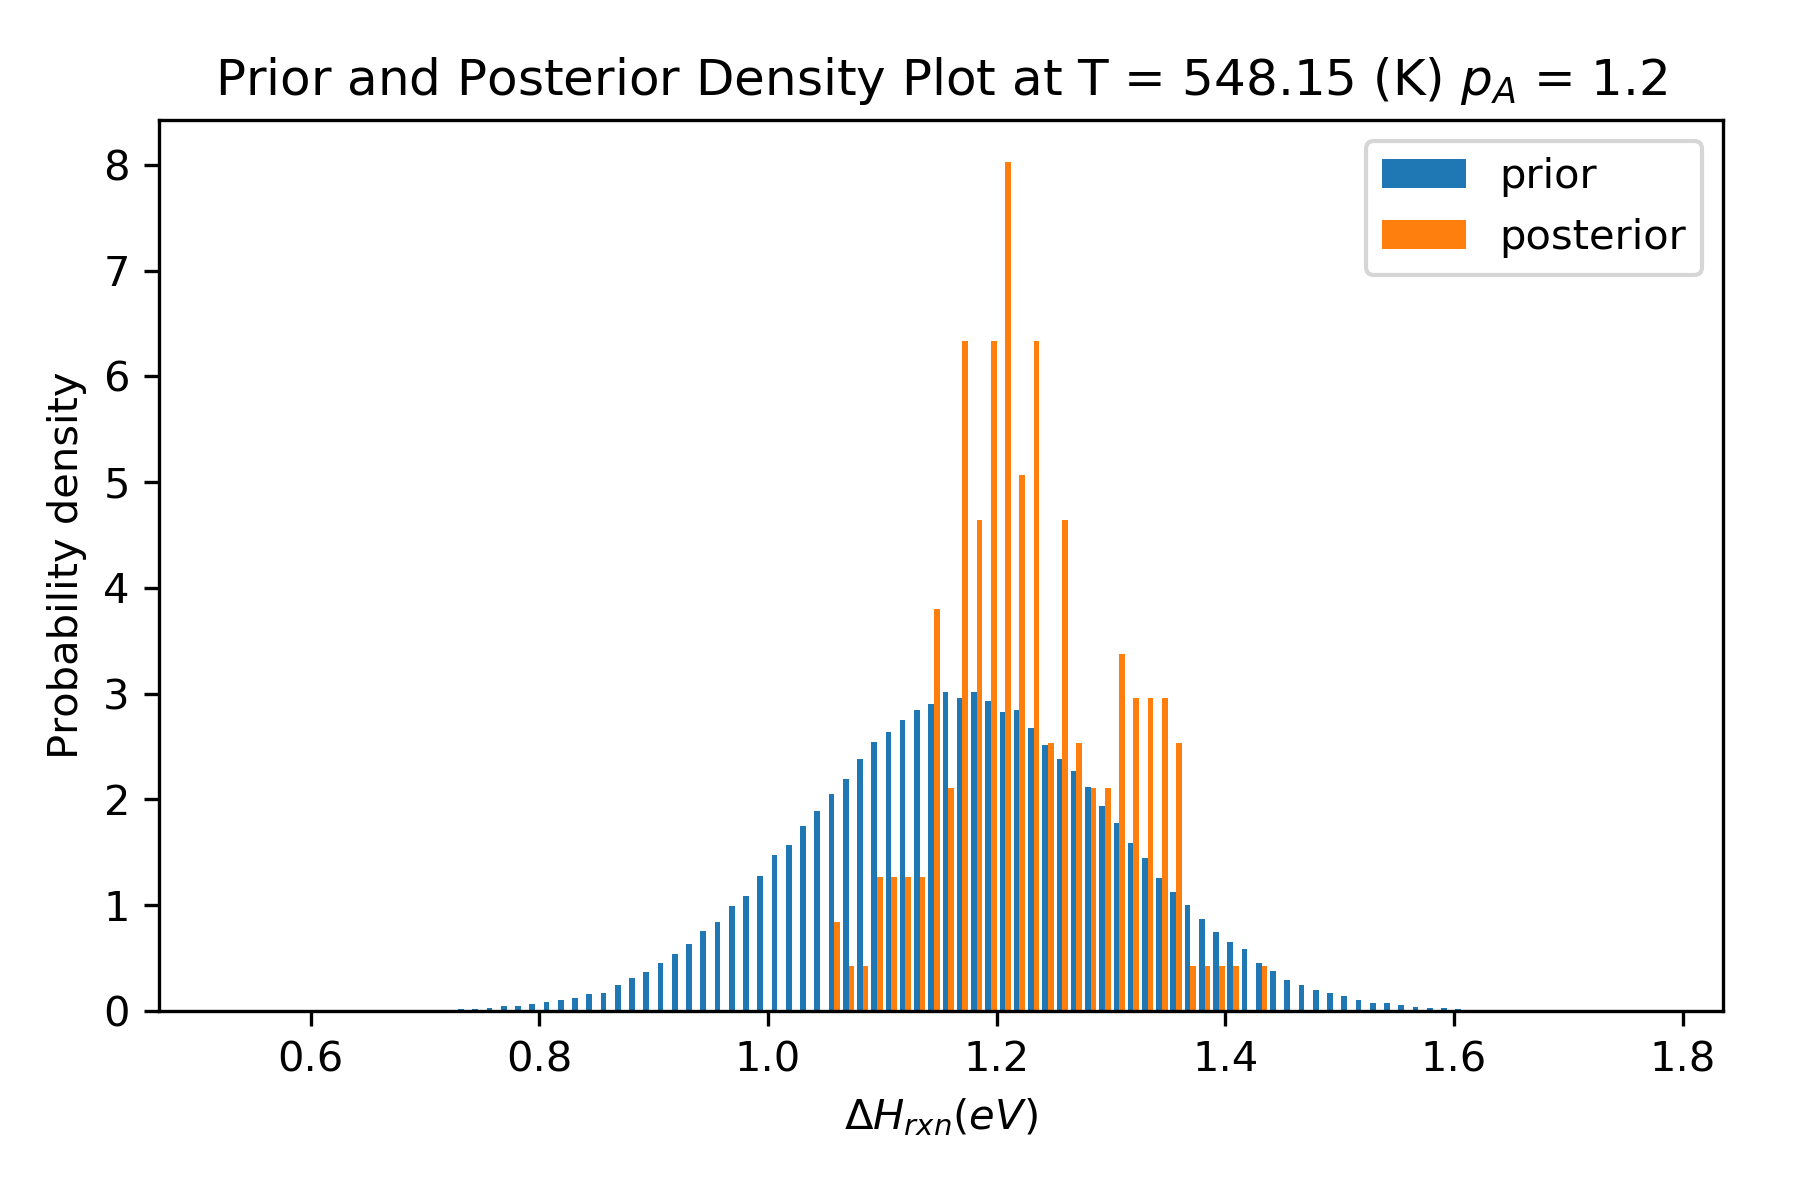 Prior and Posterior Density Plot at T = 548.15 (K) p_A = 1.2
prior
posterior
Probability density
8
7
6
5
4
3
2
1
0
0.6 0.8 1.0 1.2 1.4 1.6 1.8
ΔH_rxn(eV)